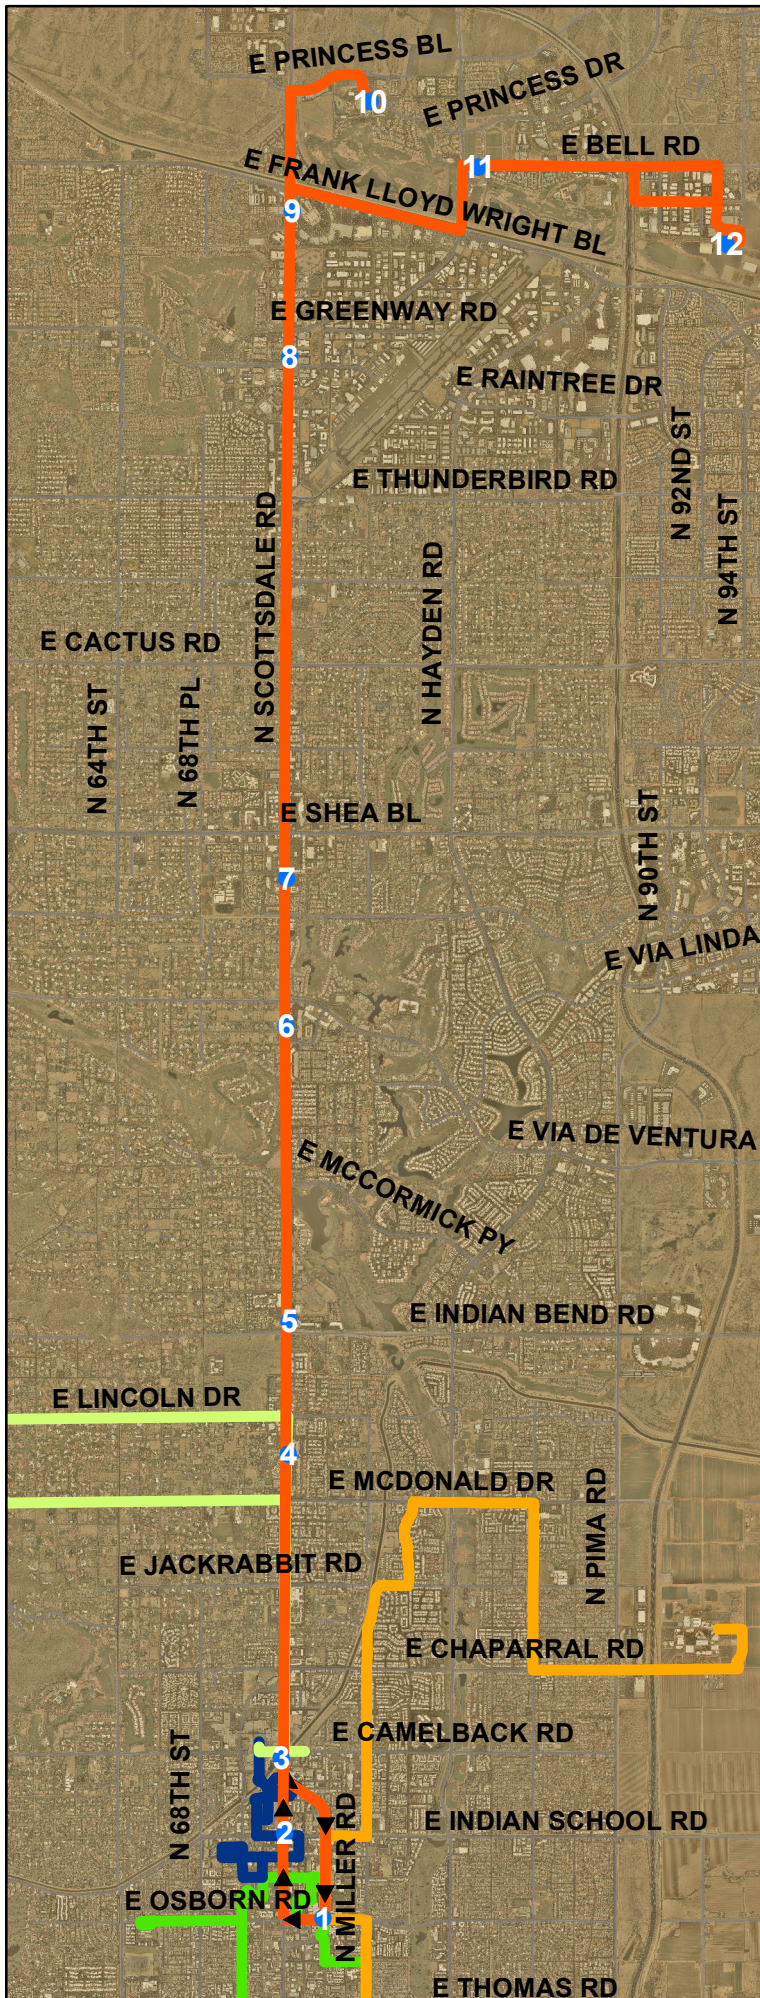 E PRINCESS BL
E PRINCESS DR
10
E BELL RD
11
E FRANK LLOYD WRIGHT BL
9
12
E GREENWAY RD
8
E RAINTREE DR
E THUNDERBIRD RD
N 92ND ST
N 94TH ST
N SCOTTSDALE RD
N HAYDEN RD
E CACTUS RD
N 64TH ST
N 68TH PL
E SHEA BL
N 90TH ST
7
E VIA LINDA
6
E VIA DE VENTURA
E MCCORMICK PY
5
E INDIAN BEND RD
E LINCOLN DR
4
E MCDONALD DR
N PIMA RD
E JACKRABBIT RD
E CHAPARRAL RD
E CAMELBACK RD
3
N 68TH ST
E INDIAN SCHOOL RD
2
N MILLER RD
E OSBORN RD
1
E THOMAS RD